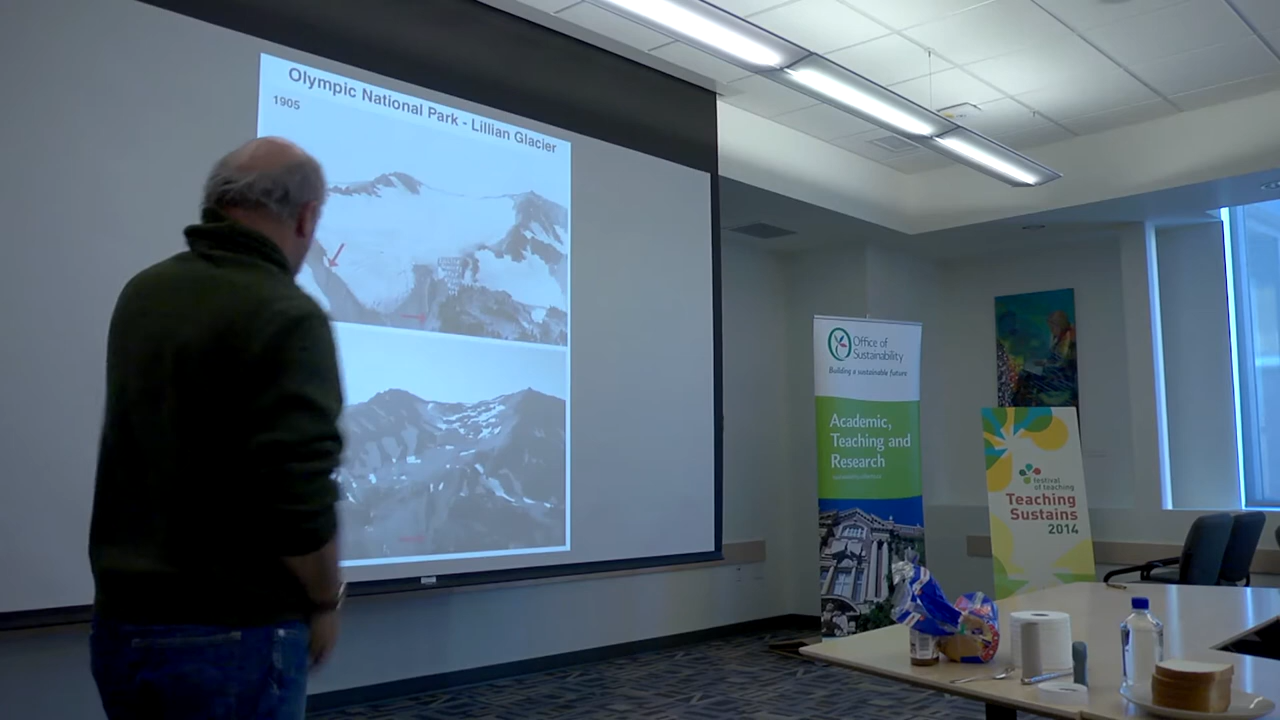 Olympic National Park - Lillian Glacier
1905
Office of
Sustainability
Building a sustainable future
Academic,
Teaching and
Research
festival
of teaching
Teaching
Sustains
2014